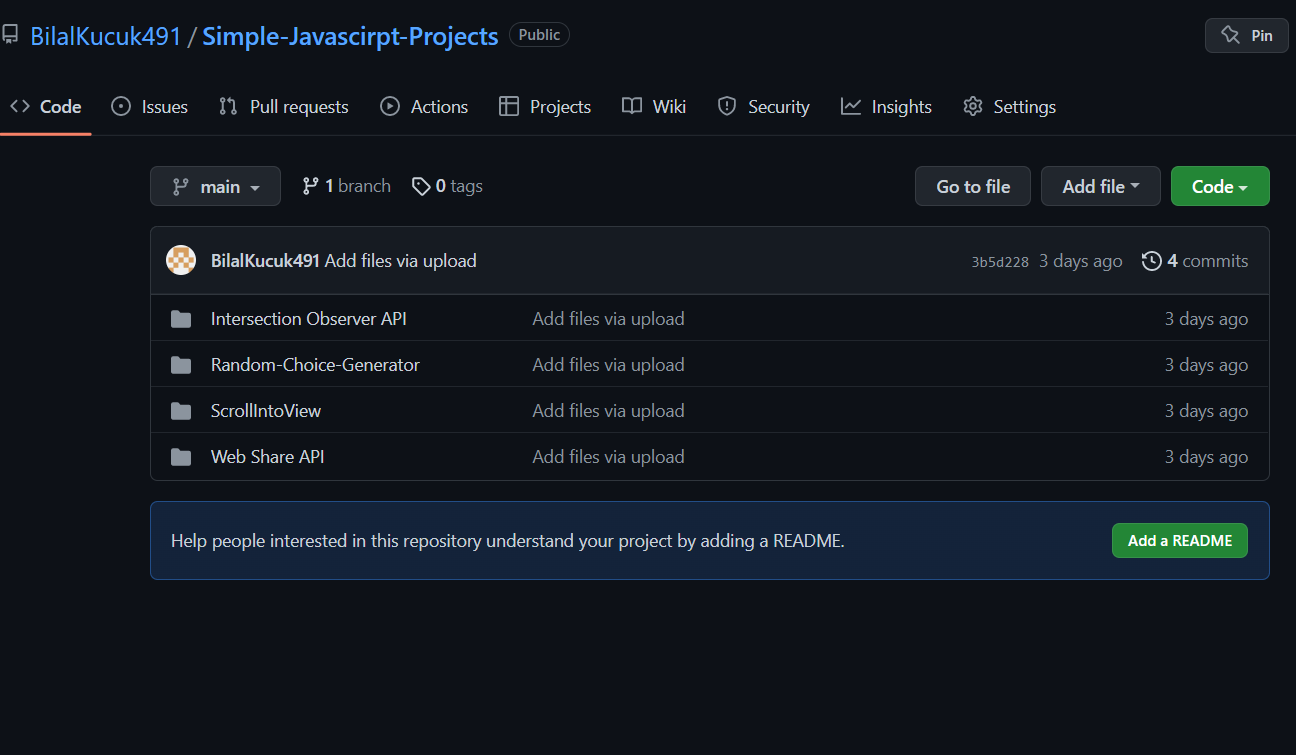 BilalKucuk491 / Simple-Javascirpt-Projects Public Pin
Code Issues Pull requests Actions Projects Wiki Security Insights Settings
main 1 branch 0 tags Go to file Add file Code
BilalKucuk491 Add files via upload 3b5d228 3 days ago 4 commits
Intersection Observer API Add files via upload 3 days ago
Random-Choice-Generator Add files via upload 3 days ago
ScrollIntoView Add files via upload 3 days ago
Web Share API Add files via upload 3 days ago
Help people interested in this repository understand your project by adding a README. Add a README